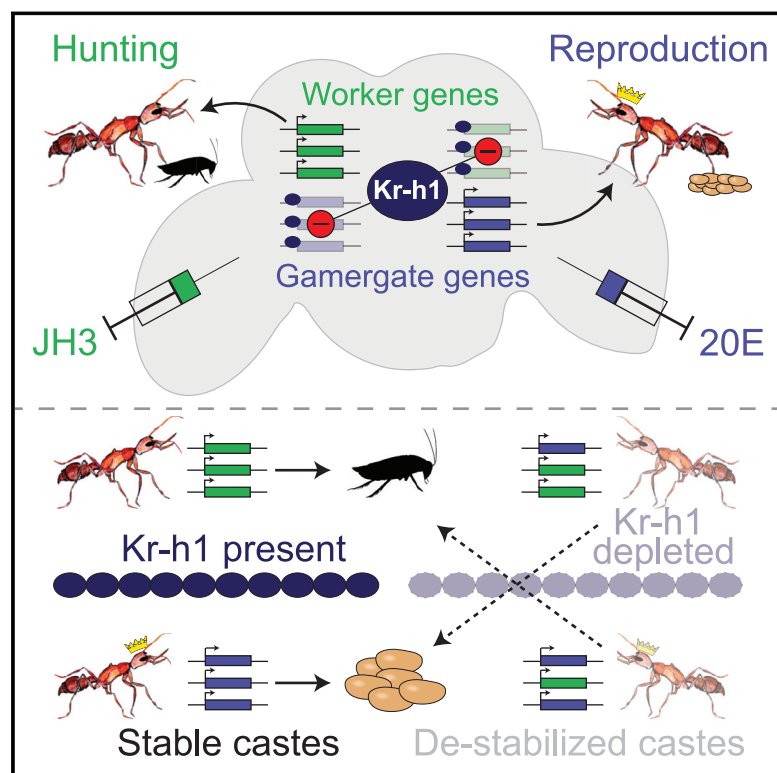 Hunting
Reproduction
Worker genes
Kr-h1
Gamergate genes
JH3
20E
Kr-h1 present
Kr-h1
depleted
Stable castes
De-stabilized castes